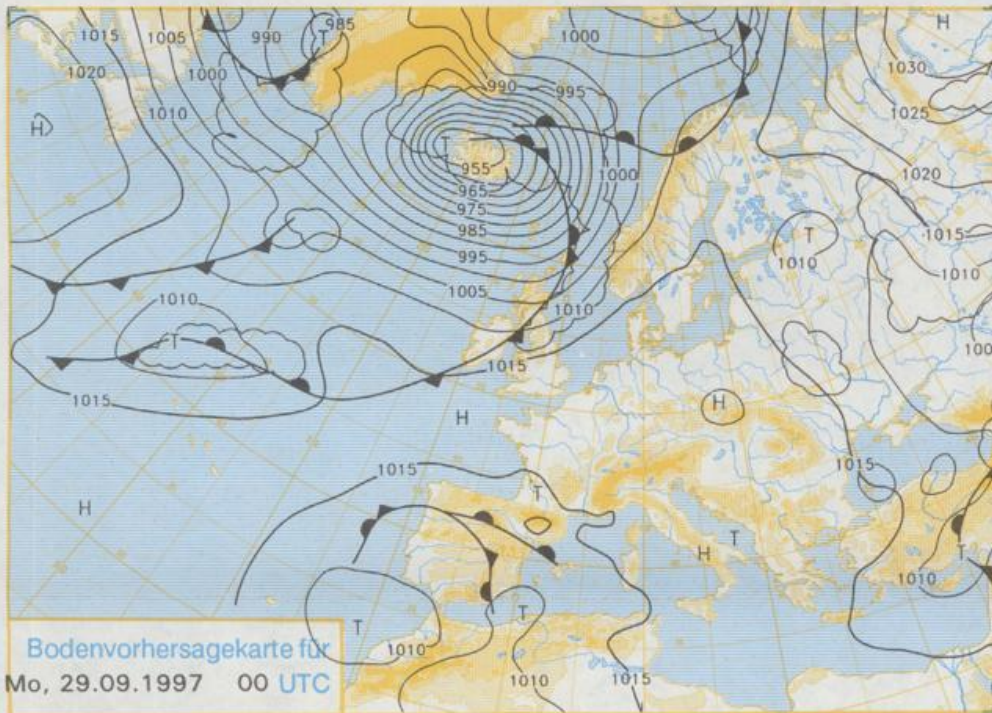 985
1015 1005 990 T 1000 H
1020 1000 990 995 1030
1010 1025
H T 955 1000 1020
965
975 1015
985 T
995 1010 1010
1010 1005 1010
T 100
1015 1015
H H
1015 1015
H T
T H
1010 T
T T
Bodenvorhersagekarte für 1010
Mo, 29.09.1997 00 UTC 1010 1015